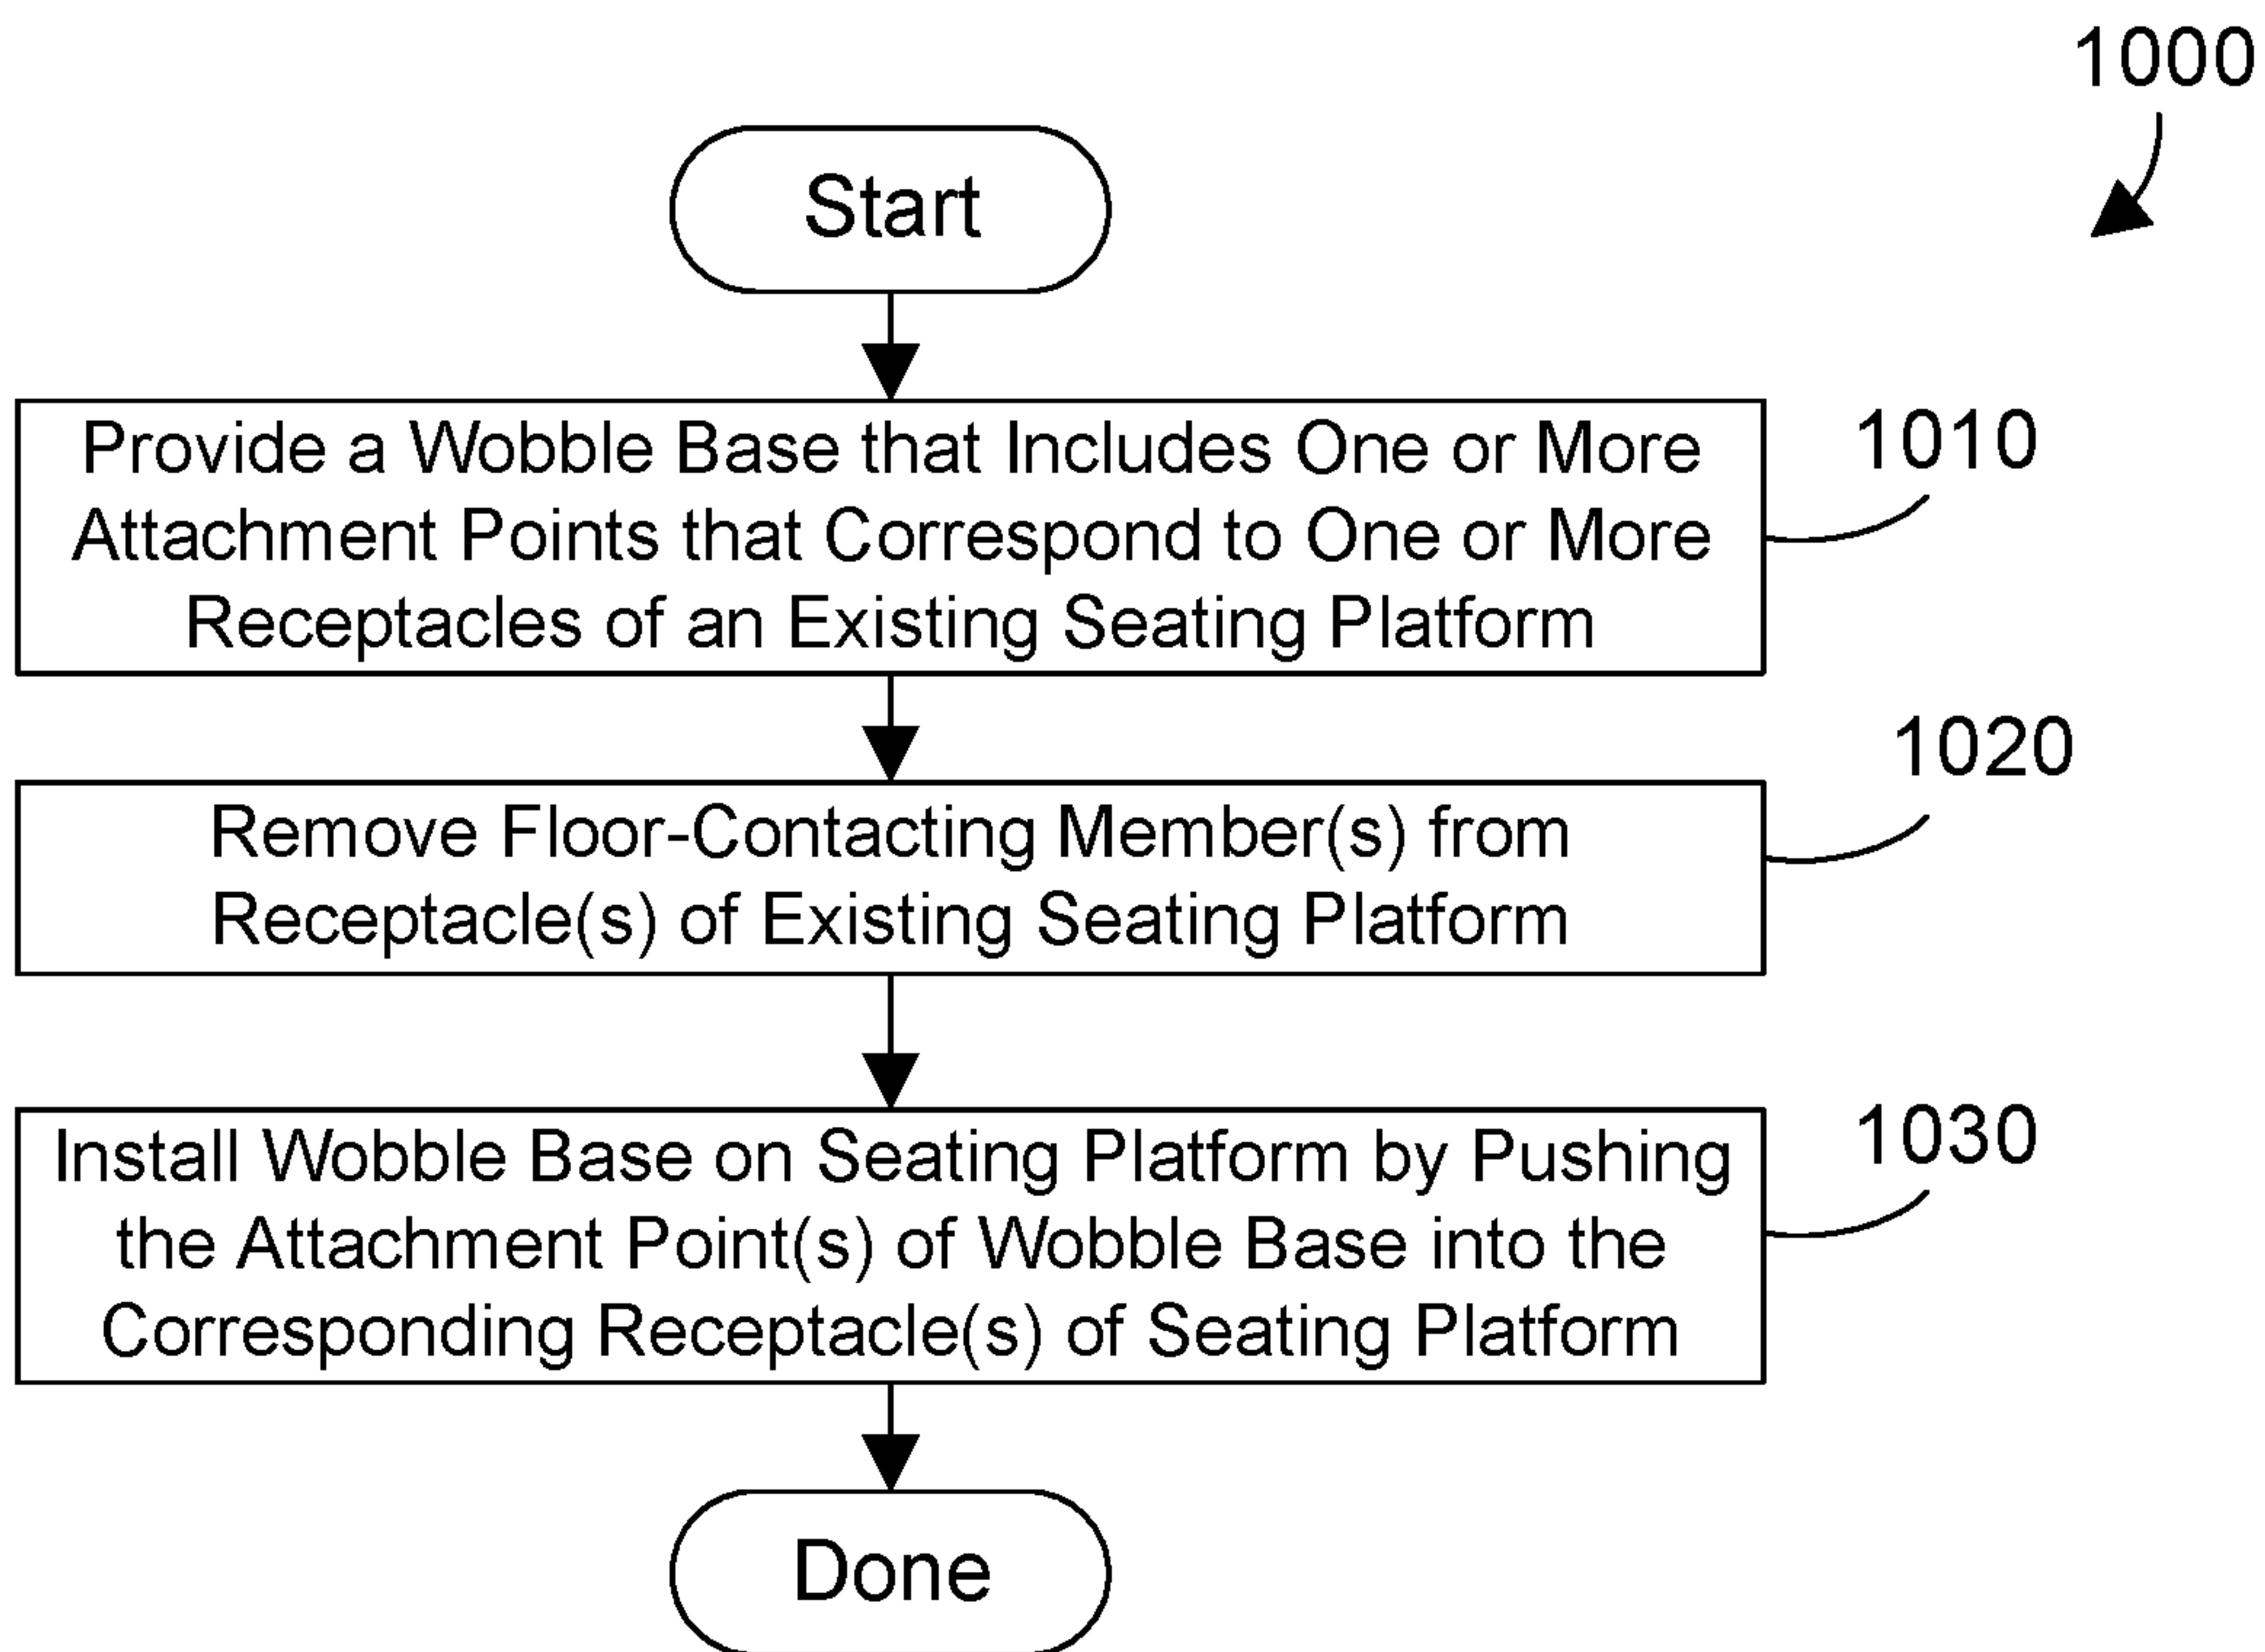 1000
Start
Provide a Wobble Base that Includes One or More
Attachment Points that Correspond to One or More
Receptacles of an Existing Seating Platform
1010
Remove Floor-Contacting Member(s) from
Receptacle(s) of Existing Seating Platform
1020
Install Wobble Base on Seating Platform by Pushing
the Attachment Point(s) of Wobble Base into the
Corresponding Receptacle(s) of Seating Platform
1030
Done